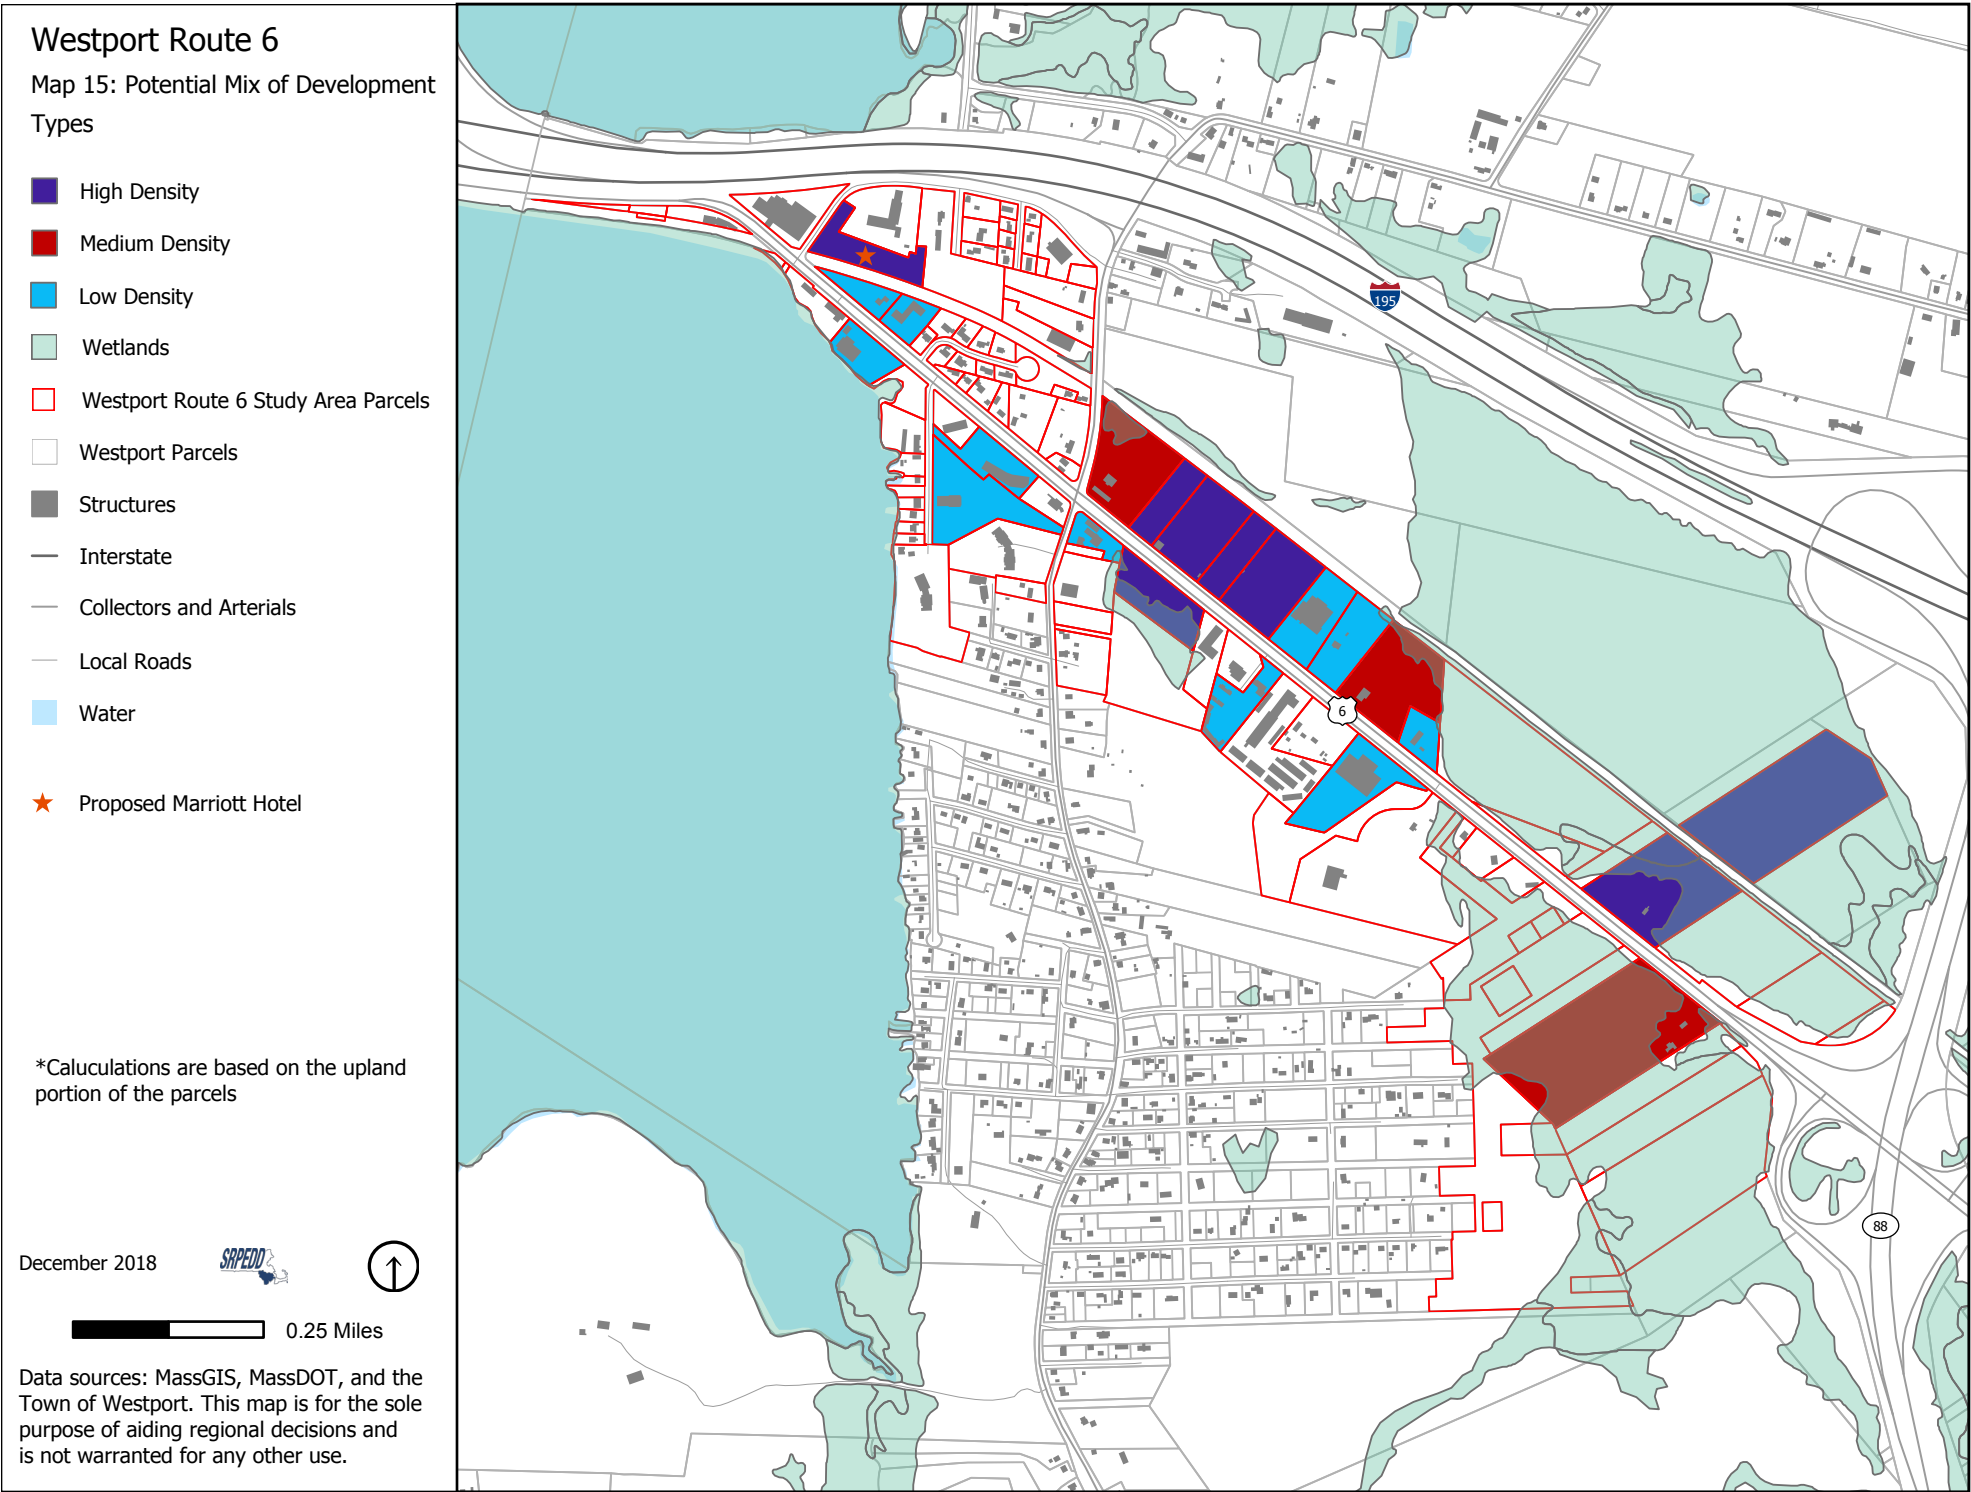 Westport Route 6
Map 15: Potential Mix of Development
Types
High Density
Medium Density
Low Density
Wetlands
Westport Route 6 Study Area Parcels
Westport Parcels
Structures
Interstate
Collectors and Arterials
Local Roads
Water
Proposed Marriott Hotel
*Caluculations are based on the upland
portion of the parcels
December 2018
SRPEDD
0.25 Miles
Data sources: MassGIS, MassDOT, and the
Town of Westport. This map is for the sole
purpose of aiding regional decisions and
is not warranted for any other use.
195
6
88